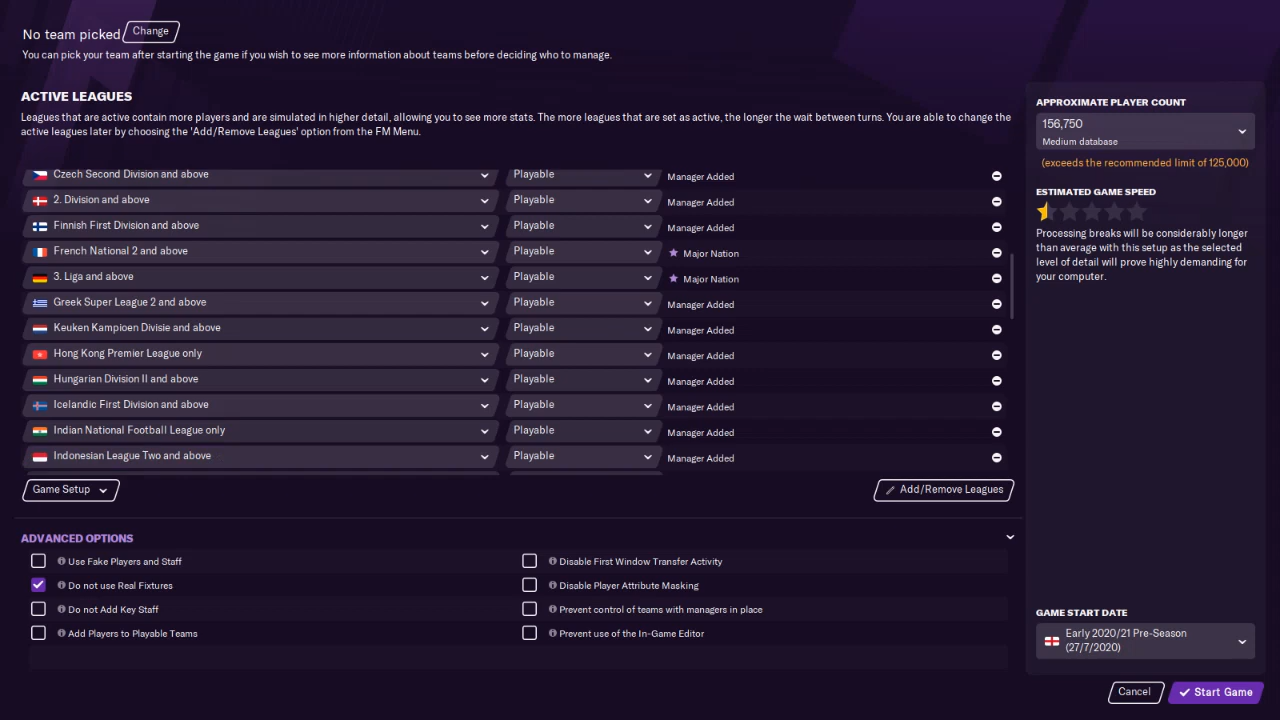 No team picked Change
You can pick your team after starting the game if you wish to see more information about teams before deciding who to manage.
ACTIVE LEAGUES
Leagues that are active contain more players and are simulated in higher detail, allowing you to see more stats. The more leagues that are set as active, the longer the wait between turns. You are able to change the
active leagues later by choosing the 'Add/Remove Leagues' option from the FM Menu.
Czech Second Division and above Playable Manager Added
2. Division and above Playable Manager Added
Finnish First Division and above Playable Manager Added
French National 2 and above Playable Major Nation
3. Liga and above Playable Major Nation
Greek Super League 2 and above Playable Manager Added
Keuken Kampioen Divisie and above Playable Manager Added
Hong Kong Premier League only Playable Manager Added
Hungarian Division II and above Playable Manager Added
Icelandic First Division and above Playable Manager Added
Indian National Football League only Playable Manager Added
Indonesian League Two and above Playable Manager Added
Game Setup Add/Remove Leagues
ADVANCED OPTIONS
Use Fake Players and Staff Disable First Window Transfer Activity
Do not use Real Fixtures Disable Player Attribute Masking
Do not Add Key Staff Prevent control of teams with managers in place
Add Players to Playable Teams Prevent use of the In-Game Editor
APPROXIMATE PLAYER COUNT
156,750
Medium database
(exceeds the recommended limit of 125,000)
ESTIMATED GAME SPEED
Processing breaks will be considerably longer
than average with this setup as the selected
level of detail will prove highly demanding for
your computer.
GAME START DATE
Early 2020/21 Pre-Season
(27/7/2020)
Cancel Start Game